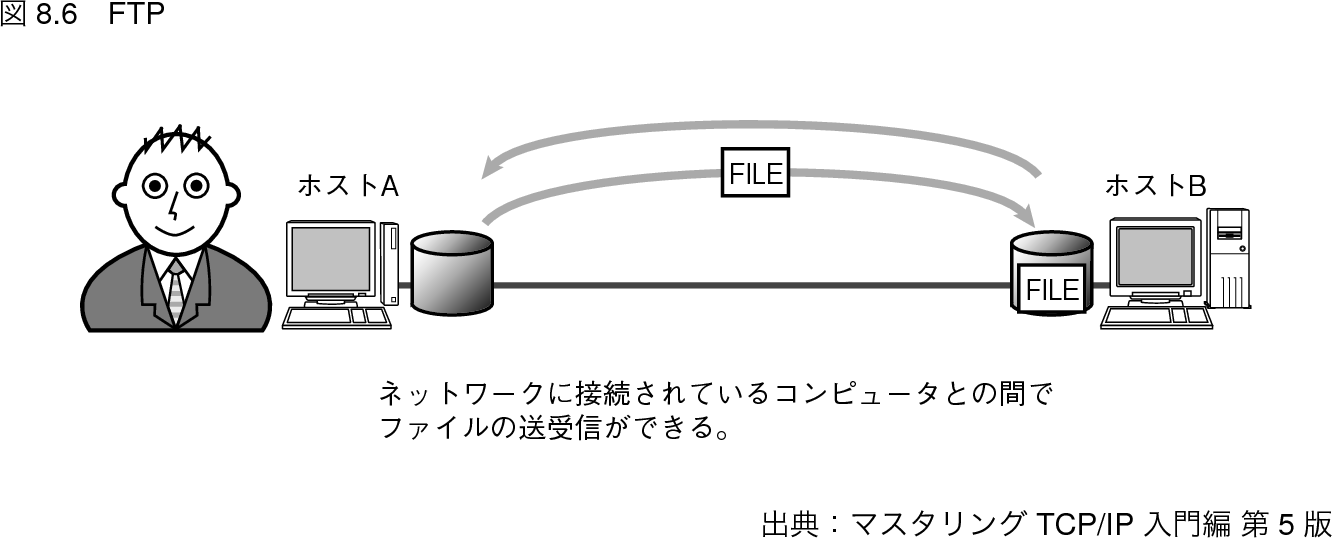 図 8.6 FTP
ホストA
FILE
ホストB
FILE
ネットワークに接続されているコンピュータとの間で
ファイルの送受信ができる。
出典：マスタリング TCP/IP 入門編 第 5 版